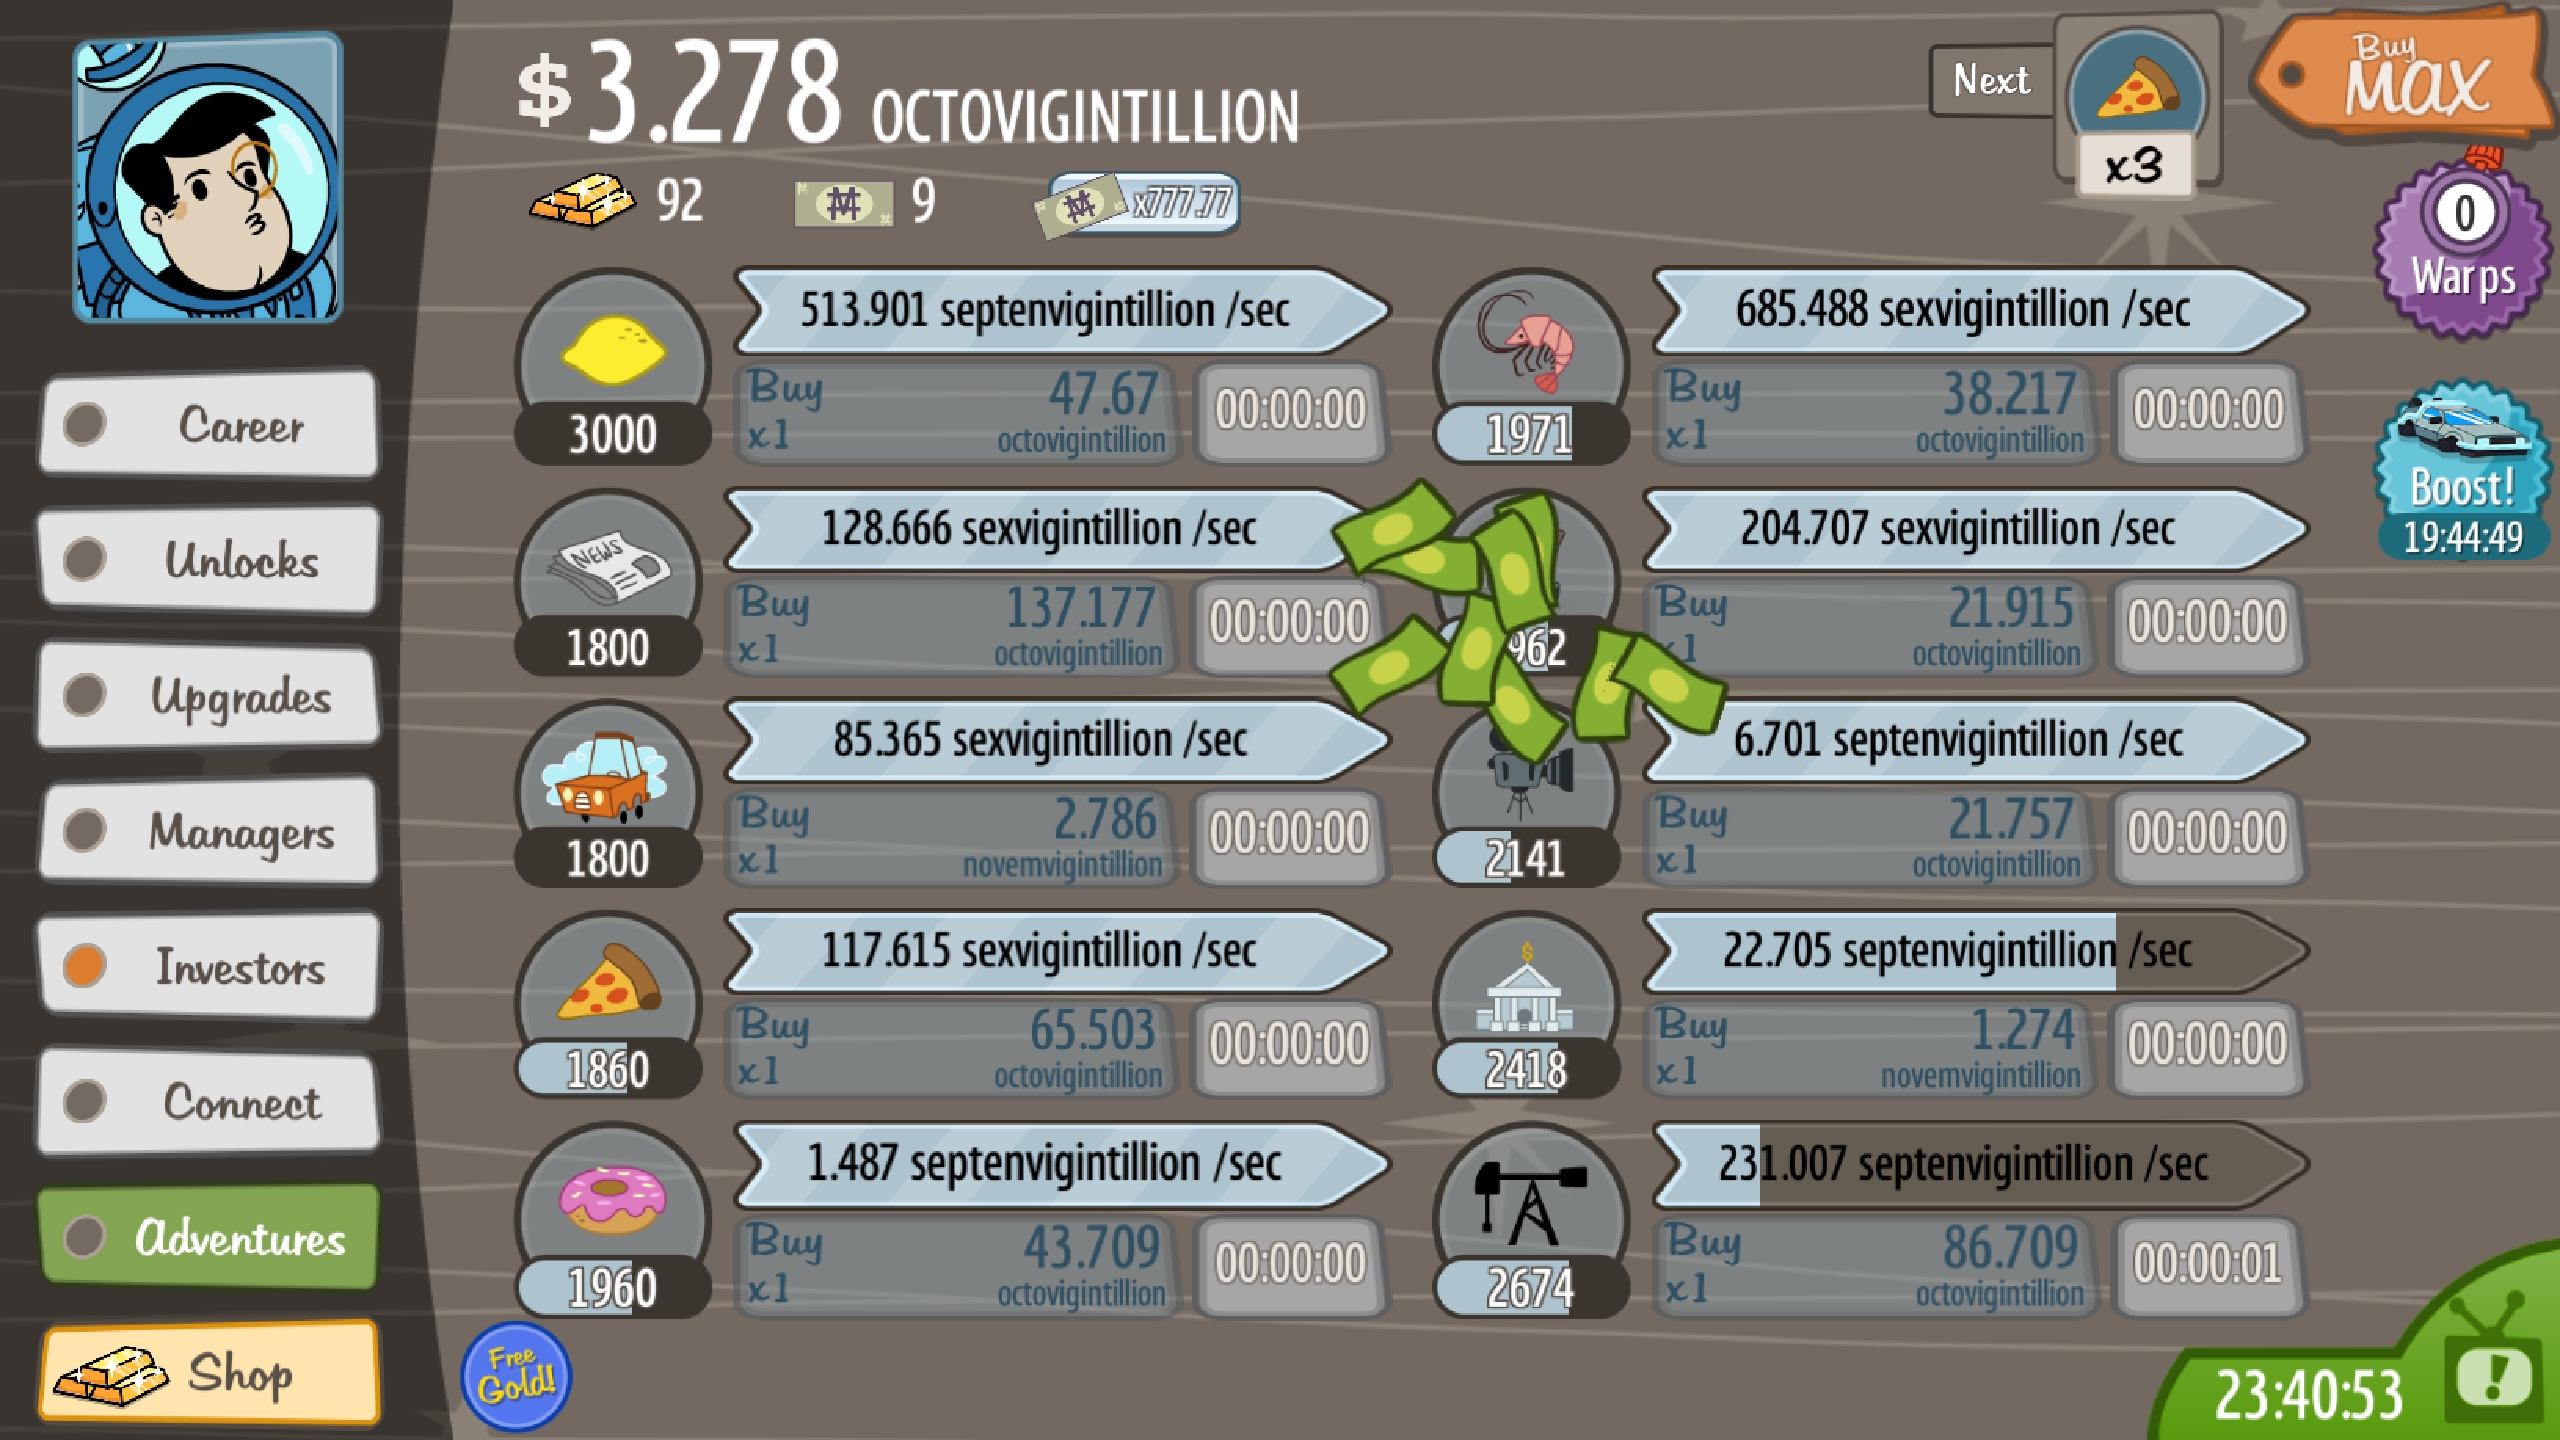 $3.278 OCTOVIGINTILLION
Next
x3
Buy
MAX
92
9
x777.77
0
Warps
Boost!
19:44:49
Career
Unlocks
Upgrades
Managers
Investors
Connect
Adventures
Shop
513.901 septenvigintillion /sec
3000
Buy x1
47.67 octovigintillion
00:00:00
NEWS
128.666 sexvigintillion /sec
1800
Buy x1
137.177 octovigintillion
00:00:00
85.365 sexvigintillion /sec
1800
Buy x1
2.786 novemvigintillion
00:00:00
117.615 sexvigintillion /sec
1860
Buy x1
65.503 octovigintillion
00:00:00
1.487 septenvigintillion /sec
1960
Buy x1
43.709 octovigintillion
00:00:00
685.488 sexvigintillion /sec
1971
Buy x1
38.217 octovigintillion
00:00:00
204.707 sexvigintillion /sec
Buy
21.915 octovigintillion
00:00:00
6.701 septenvigintillion /sec
2141
Buy x1
21.757 octovigintillion
00:00:00
$
22.705 septenvigintillion /sec
2418
Buy x1
1.274 novemvigintillion
00:00:00
231.007 septenvigintillion /sec
2674
Buy x1
86.709 octovigintillion
00:00:01
Free
Gold!
23:40:53
!